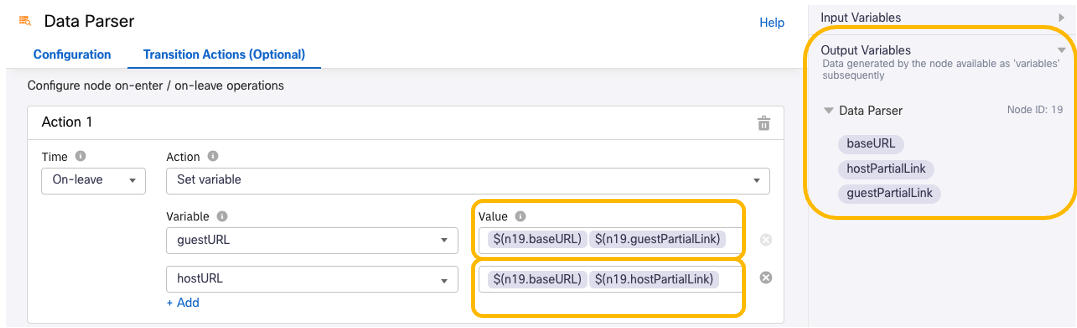 Data Parser
Help
Configuration
Transition Actions (Optional)
Configure node on-enter / on-leave operations
Action 1
Time
Action
On-leave
Set variable
Variable
Value
guestURL
$(n19.baseURL) $(n19.guestPartialLink)
hostURL
$(n19.baseURL) $(n19.hostPartialLink)
+ Add
Input Variables
Output Variables
Data generated by the node available as 'variables'
subsequently
Data Parser
Node ID: 19
baseURL
hostPartialLink
guestPartialLink